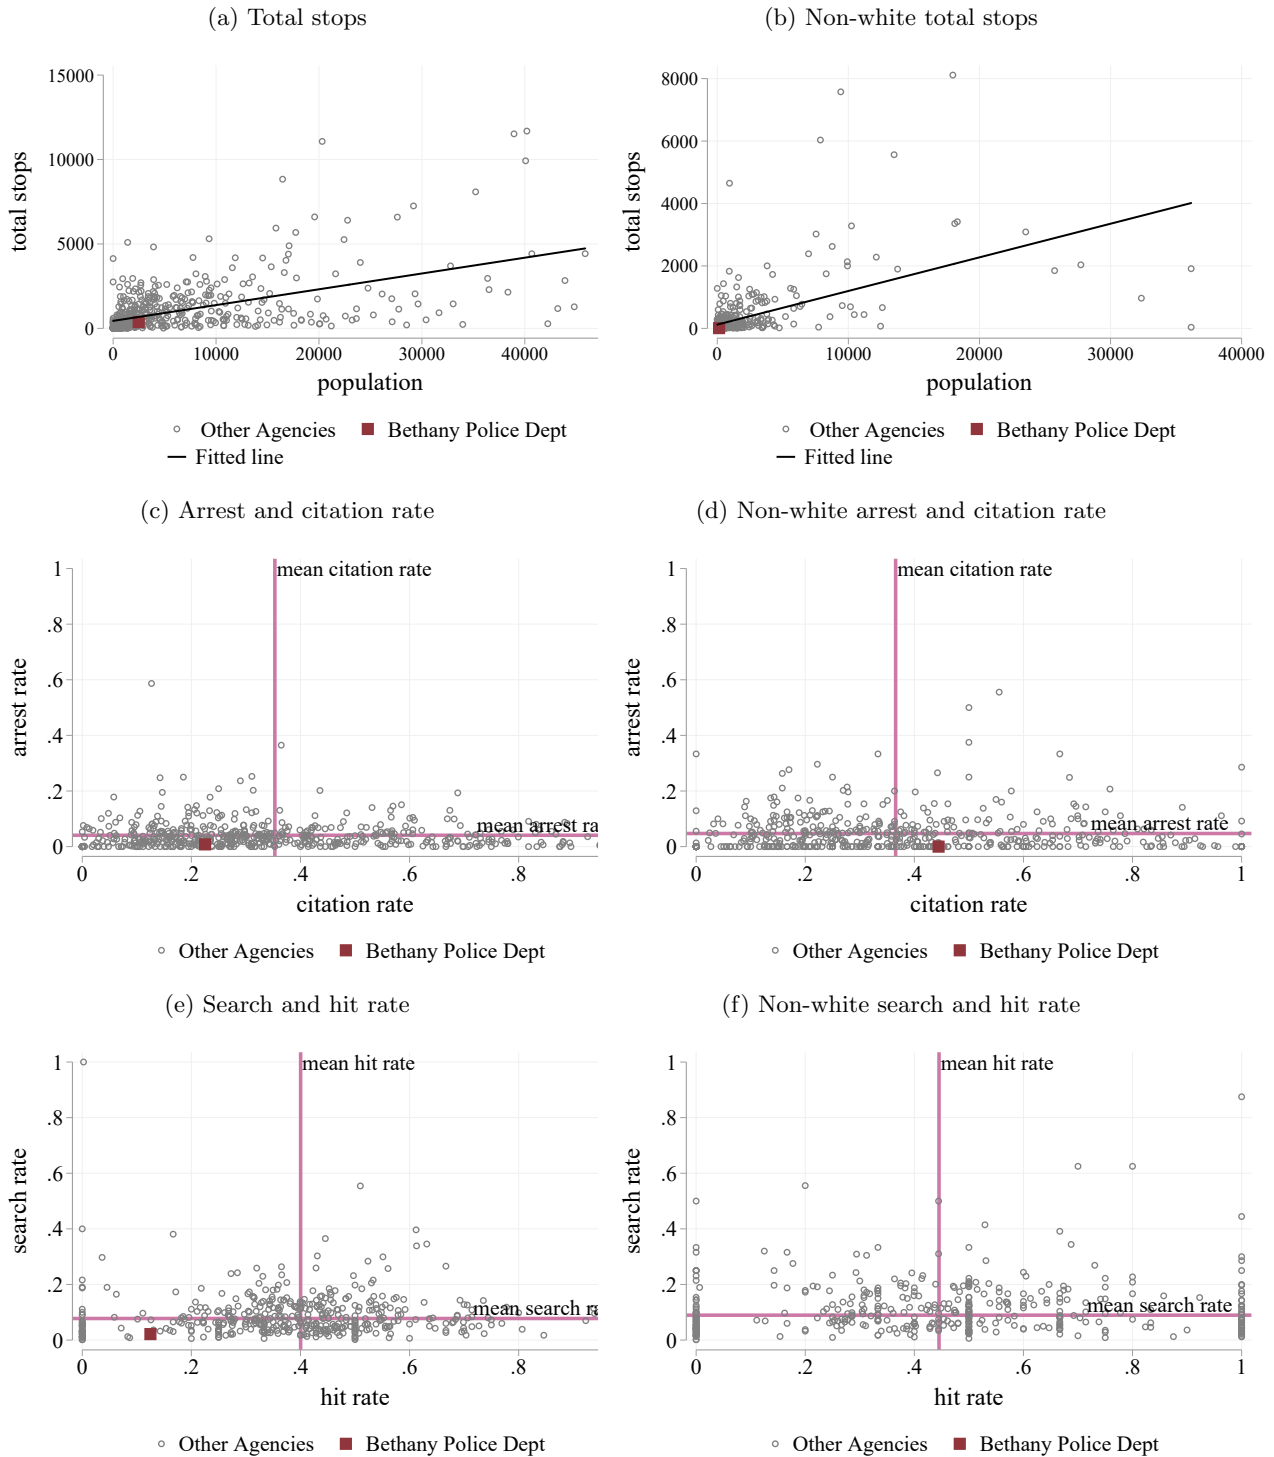 (a) Total stops
(b) Non-white total stops
15000
10000
5000
0
total stops
0 10000 20000 30000 40000
population
8000
6000
4000
2000
0
total stops
0 10000 20000 30000 40000
population
Other Agencies Bethany Police Dept
Fitted line
Other Agencies Bethany Police Dept
Fitted line
(c) Arrest and citation rate
(d) Non-white arrest and citation rate
mean citation rate
1
.8
.6
.4
.2
0
arrest rate
mean arrest ra
0 .2 .4 .6 .8
citation rate
mean citation rate
1
.8
.6
.4
.2
0
arrest rate
mean arrest rate
0 .2 .4 .6 .8 1
citation rate
Other Agencies Bethany Police Dept
Other Agencies Bethany Police Dept
(e) Search and hit rate
(f) Non-white search and hit rate
mean hit rate
1
.8
.6
.4
.2
0
search rate
mean search ra
0 .2 .4 .6 .8
hit rate
mean hit rate
1
.8
.6
.4
.2
0
search rate
mean search rate
0 .2 .4 .6 .8 1
hit rate
Other Agencies Bethany Police Dept
Other Agencies Bethany Police Dept